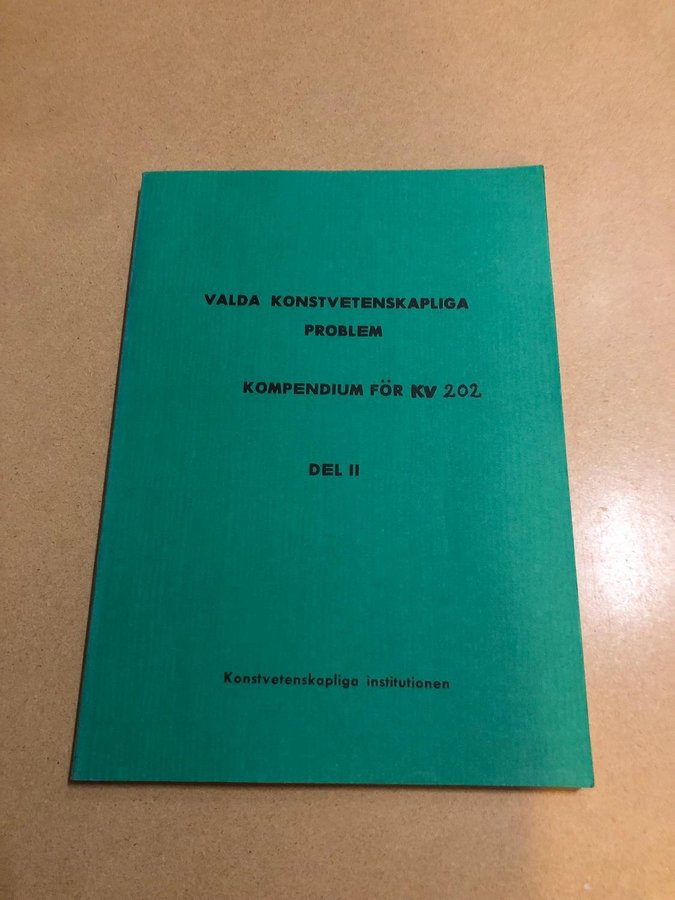 VALDA KONSTVETENSKAPLIGA
PROBLEM
KOMPENDIUM FÖR KV 202
DEL II
Konstvetenskapliga institutionen